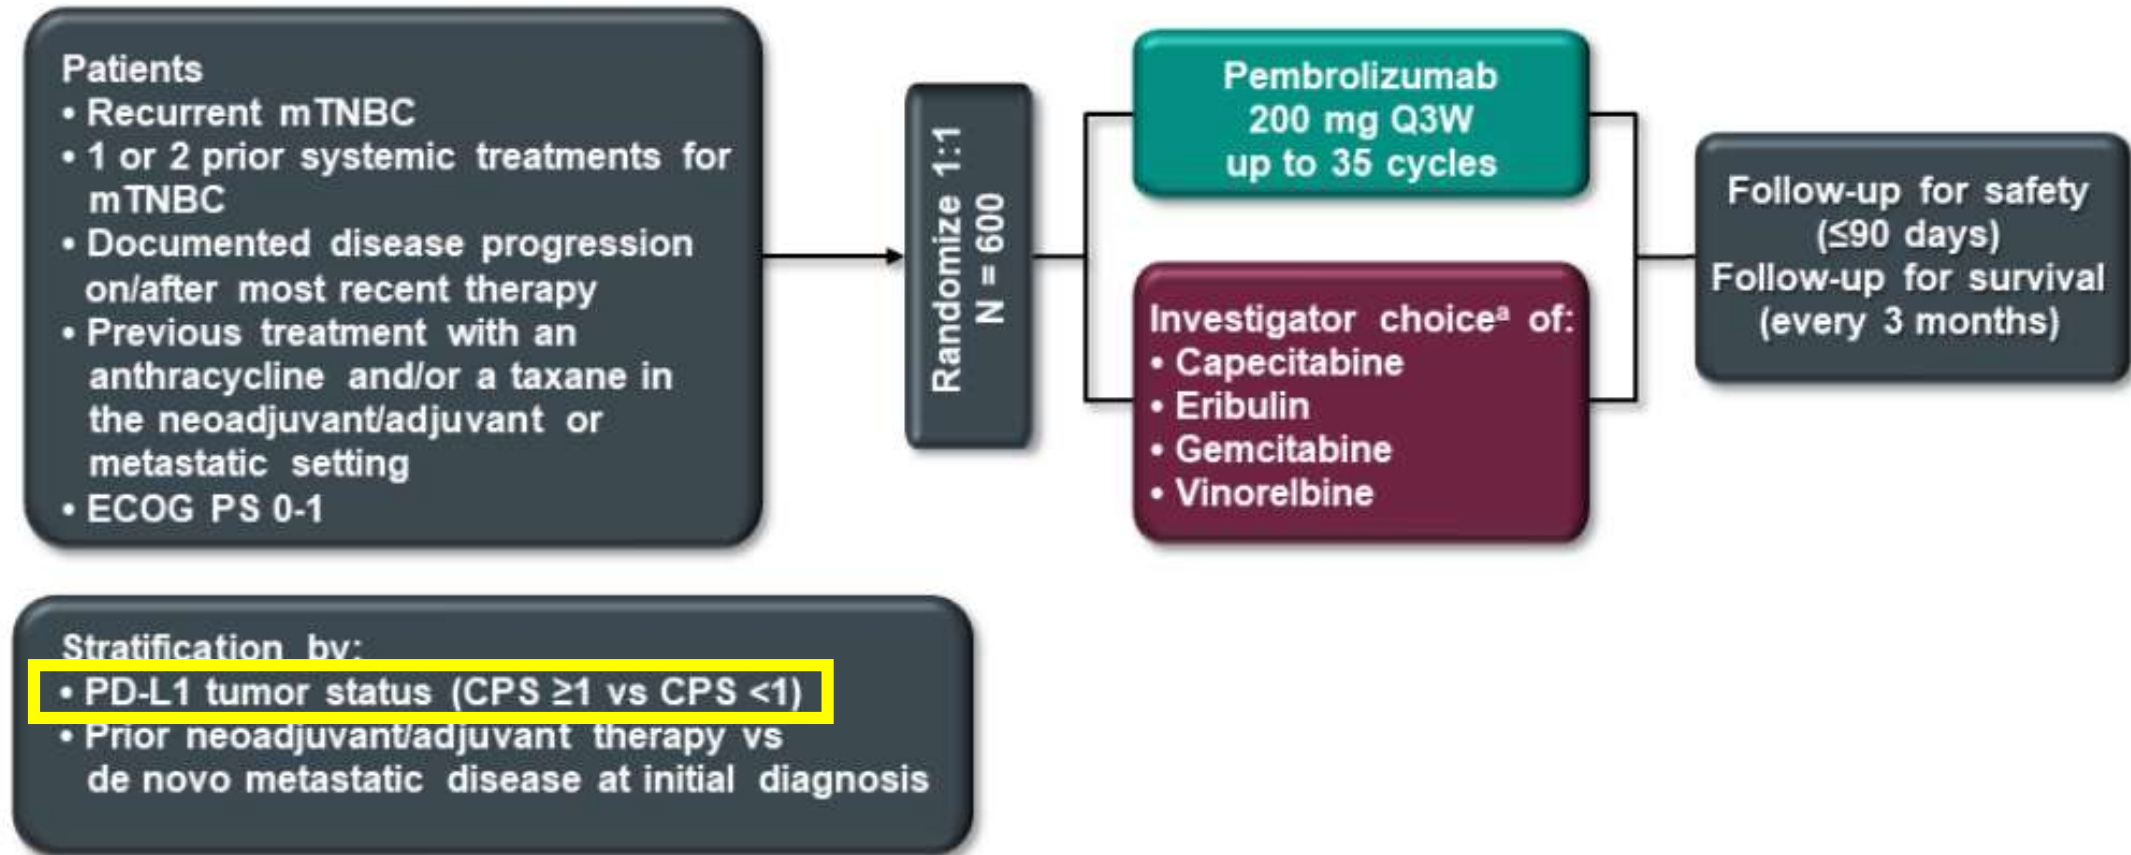 Patients
• Recurrent mTNBC
• 1 or 2 prior systemic treatments for
mTNBC
• Documented disease progression
on/after most recent therapy
• Previous treatment with an
anthracycline and/or a taxane in
the neoadjuvant/adjuvant or
metastatic setting
• ECOG PS 0-1
Randomize 1:1
N = 600
Pembrolizumab
200 mg Q3W
up to 35 cycles
Investigator choiceᵃ of:
• Capecitabine
• Eribulin
• Gemcitabine
• Vinorelbine
Follow-up for safety
(≤90 days)
Follow-up for survival
(every 3 months)
Stratification by:
• PD-L1 tumor status (CPS ≥1 vs CPS <1)
• Prior neoadjuvant/adjuvant therapy vs
de novo metastatic disease at initial diagnosis